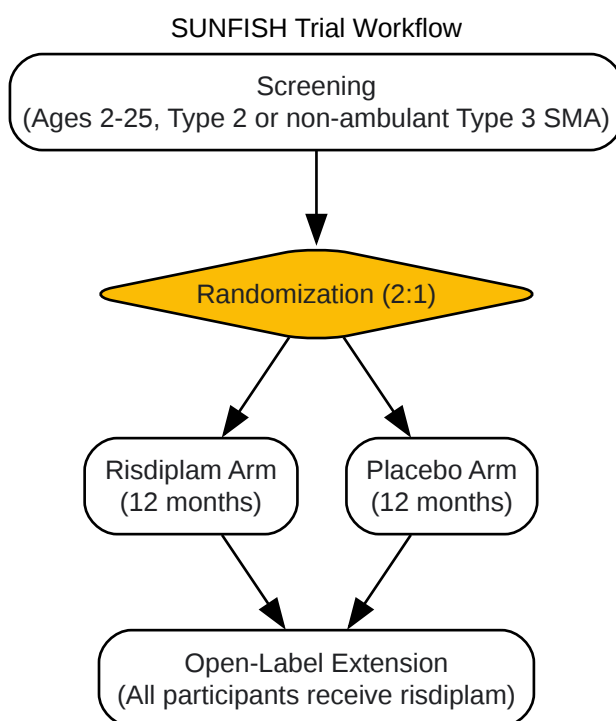 SUNFISH Trial Workflow
Screening
(Ages 2-25, Type 2 or non-ambulant Type 3 SMA)
Randomization (2:1)
Risdiplam Arm
(12 months)
Placebo Arm
(12 months)
Open-Label Extension
(All participants receive risdiplam)